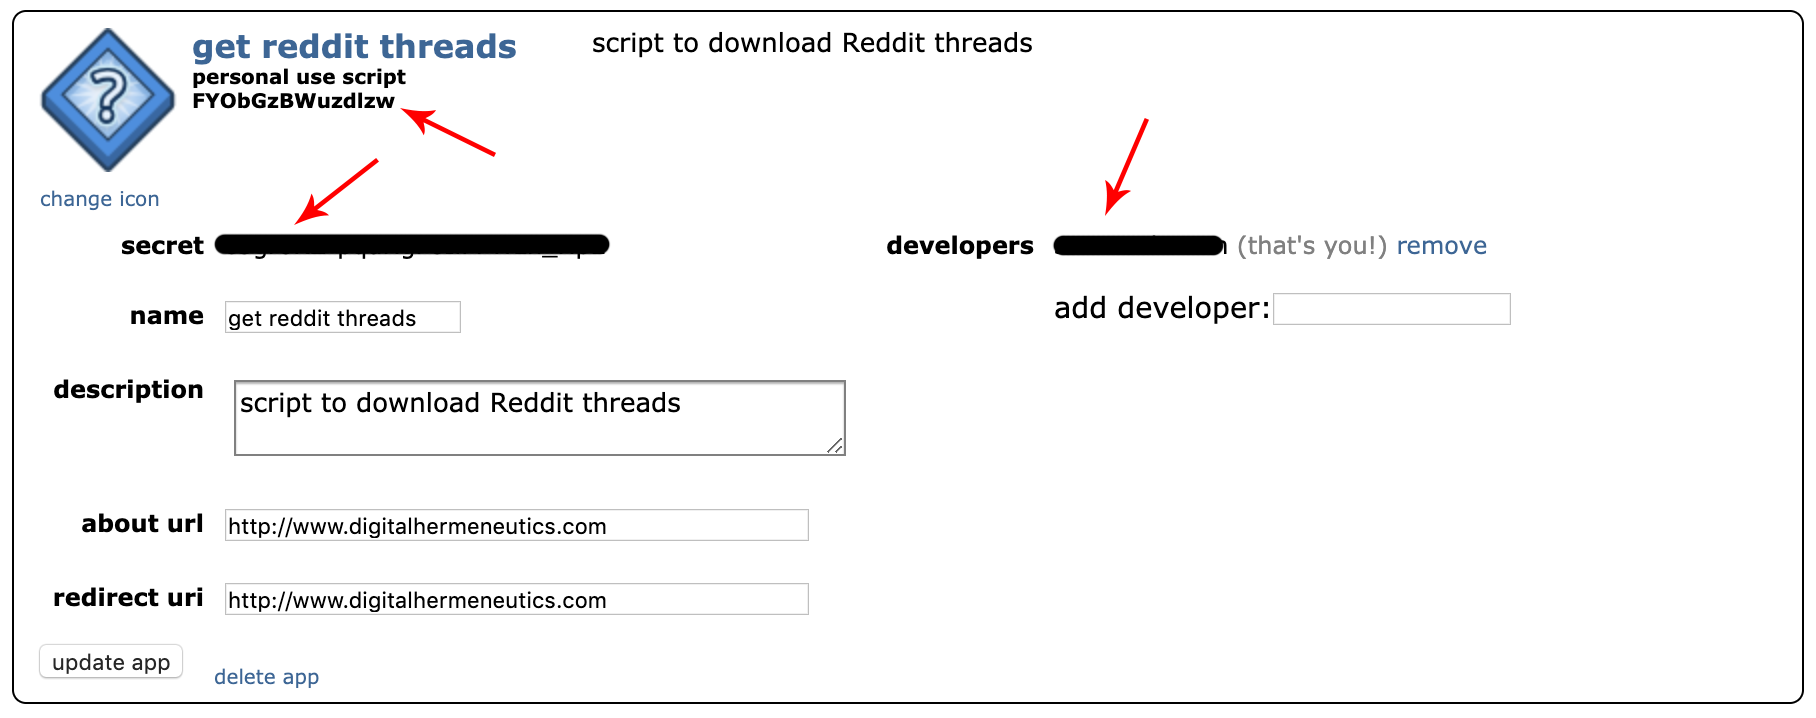 get reddit threads
script to download Reddit threads
personal use script
FYObGzBWuzdlzw
change icon
secret
developers (that's you!) remove
name get reddit threads
add developer:
description script to download Reddit threads
about url http://www.digitalhermeneutics.com
redirect uri http://www.digitalhermeneutics.com
update app
delete app